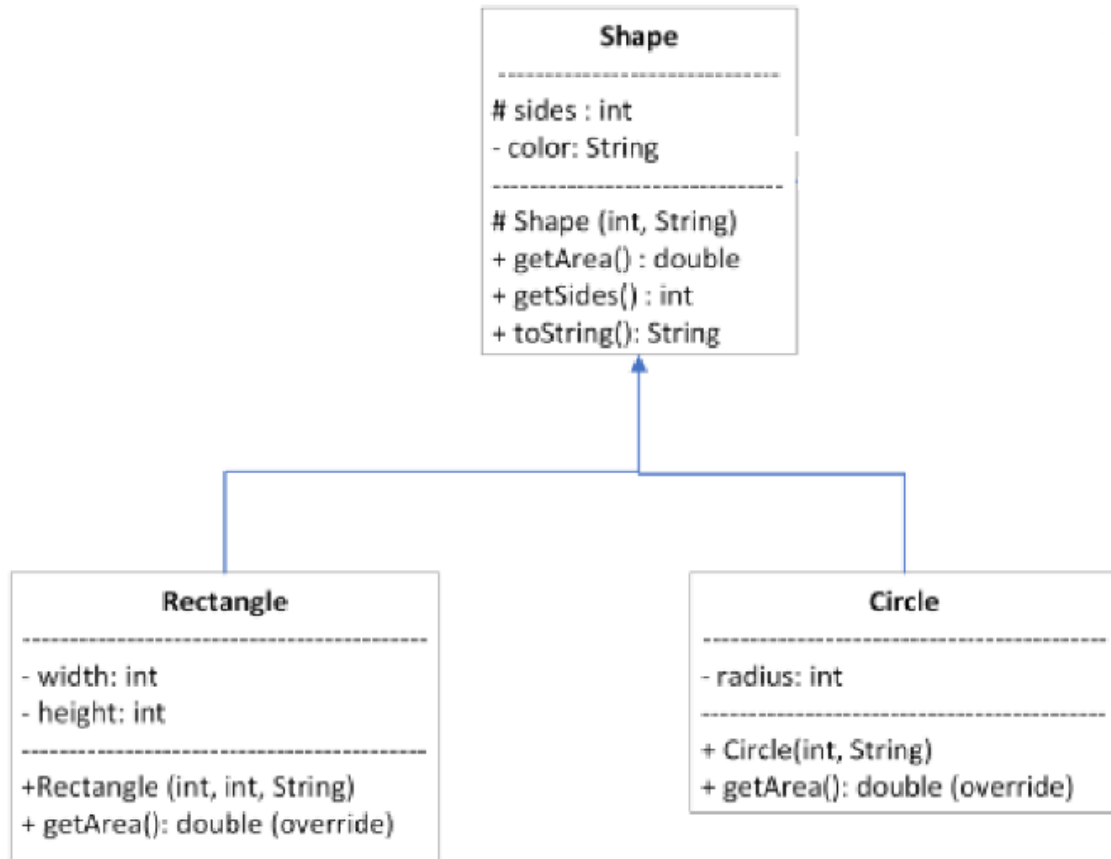 Shape
-----------------------------
# sides : int
- color: String
------------------------------
# Shape (int, String)
+ getArea() : double
+ getSides() : int
+ toString(): String
Rectangle
------------------------------------------
- width: int
- height: int
------------------------------------------
+Rectangle (int, int, String)
+ getArea(): double (override)
Circle
------------------------------------------
- radius: int
------------------------------------------
+ Circle(int, String)
+ getArea(): double (override)